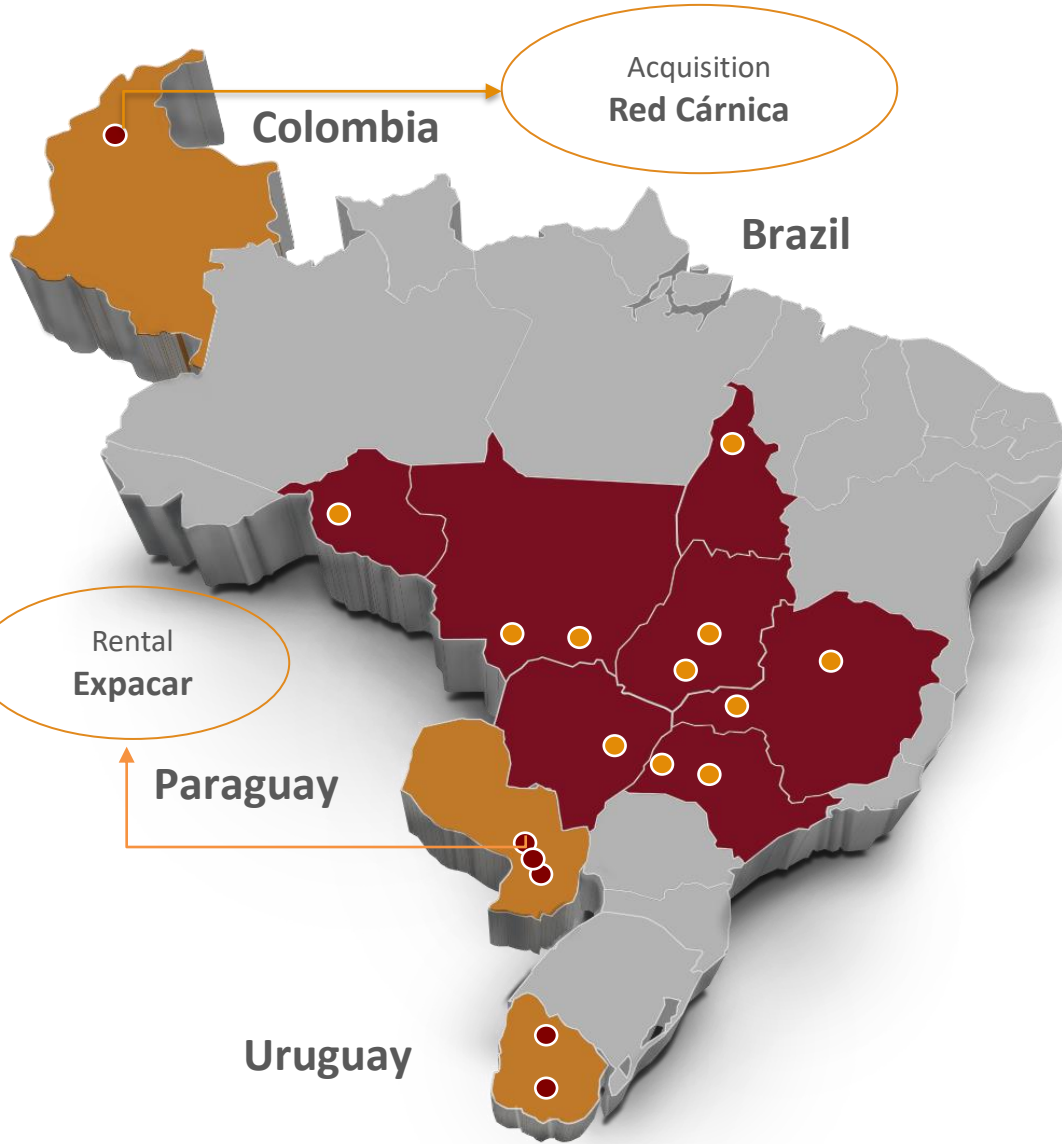 Acquisition
Red Cárnica
Colombia
Brazil
Rental
Expacar
Paraguay
Uruguay